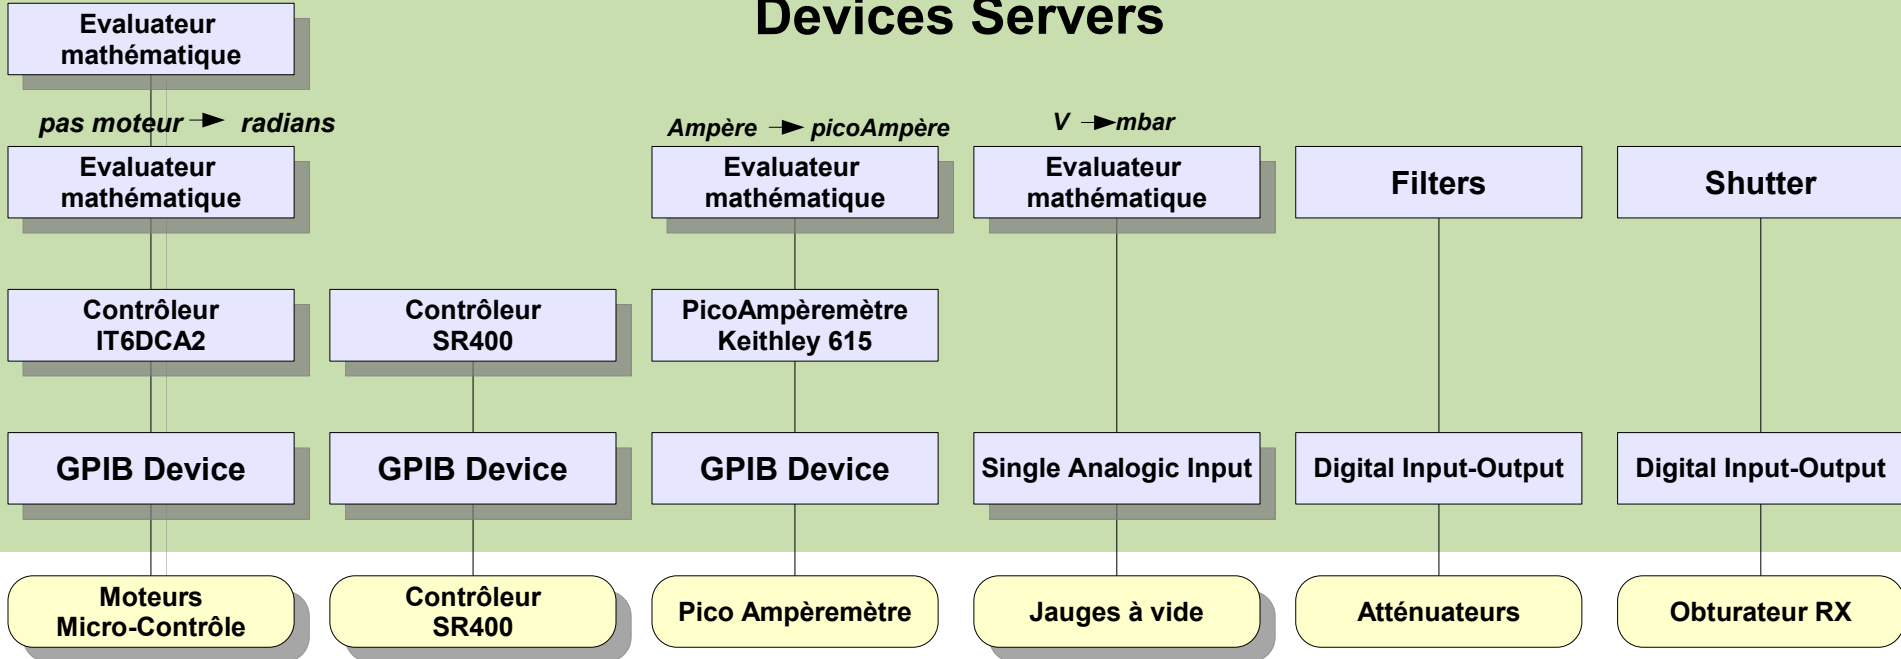 Devices Servers
Evaluateur
mathématique
pas moteur → radians
Ampère → picoAmpère
V → mbar
Evaluateur
mathématique
Evaluateur
mathématique
Evaluateur
mathématique
Filters
Shutter
Contrôleur
IT6DCA2
Contrôleur
SR400
PicoAmpèremètre
Keithley 615
GPIB Device
GPIB Device
GPIB Device
Single Analogic Input
Digital Input-Output
Digital Input-Output
Moteurs
Micro-Contrôle
Contrôleur
SR400
Pico Ampèremètre
Jauges à vide
Atténuateurs
Obturateur RX